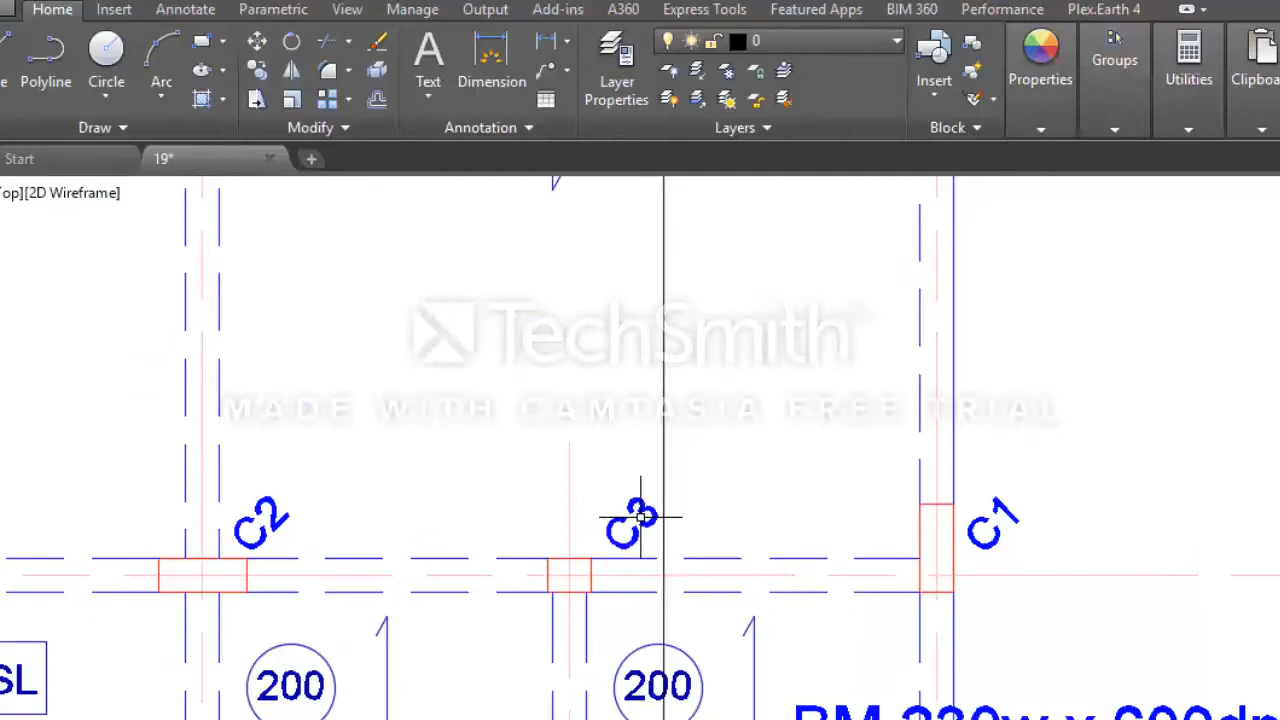 Home Insert Annotate Parametric View Manage Output Add-ins A360 Express Tools Featured Apps BIM 360 Performance Plex.Earth 4
Polyline Circle Arc Text Dimension Layer Properties 0 Insert Properties Groups Utilities Clipboa
Draw Modify Annotation Layers Block
Start 19*
op][2D Wireframe]
TechSmith
MADE WITH CAMTASIA FREE TRIAL
C2 C3 C1
SL 200 200